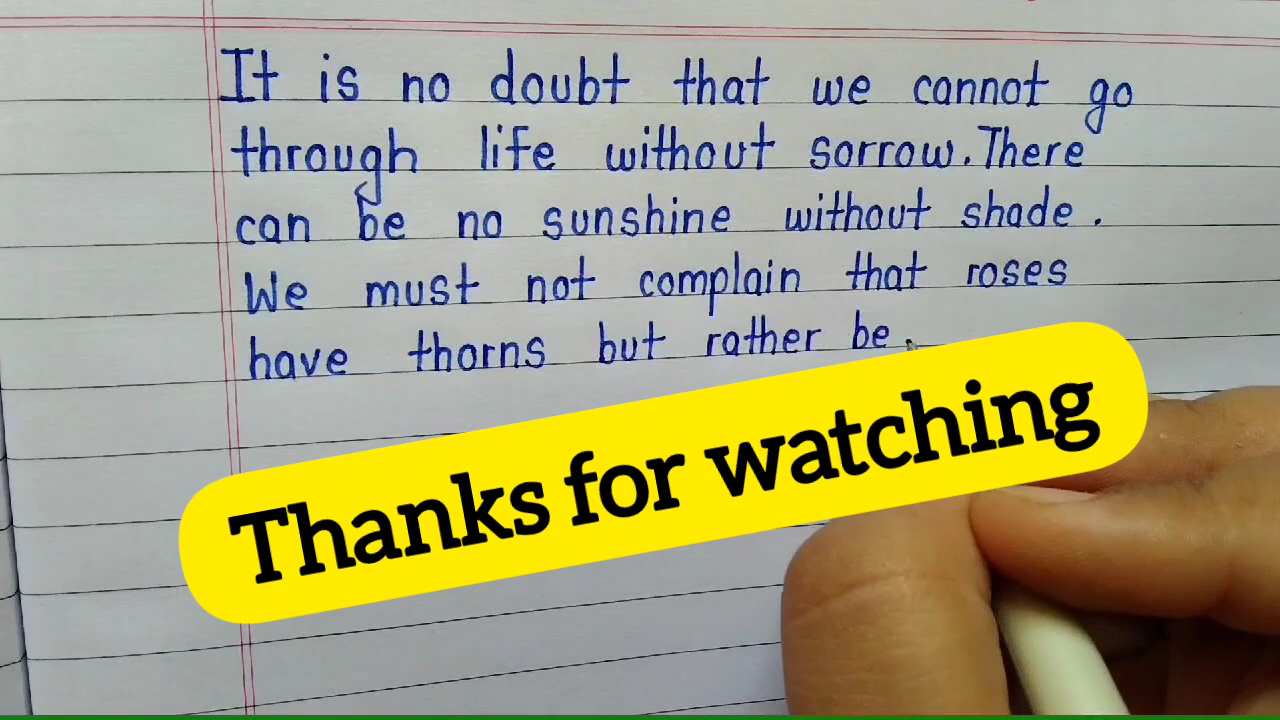 It is no doubt that we cannot go
through life without sorrow. There
can be no sunshine without shade.
We must not complain that roses
have thorns but rather be
Thanks for watching